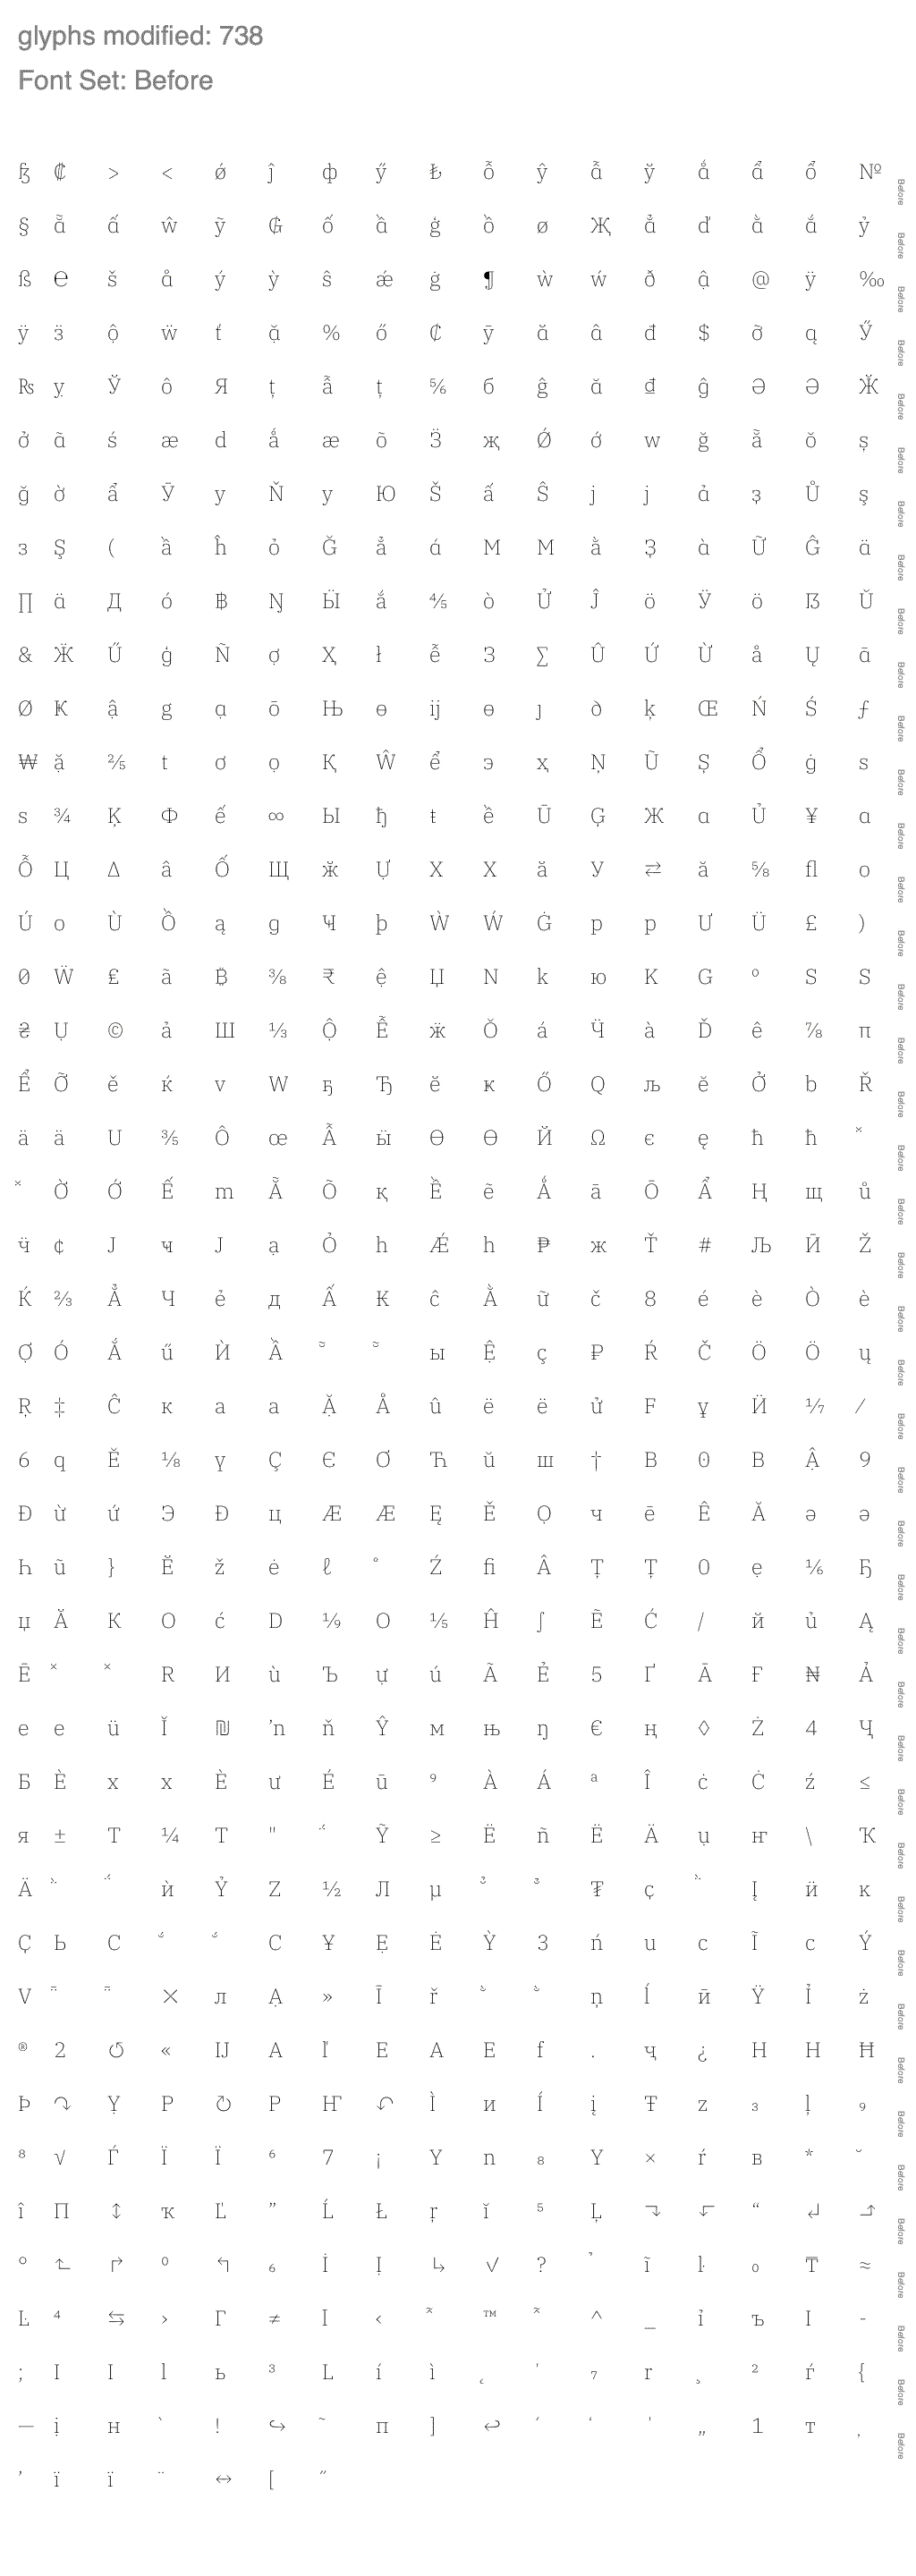 glyphs modified: 738
Font Set: Before
ꜩ ₡ > < ǿ ĵ ф ӳ Ⱡ ỗ ŷ ẫ ў ǻ ẩ ổ № Before
§ ẵ ấ ŵ ỹ ₲ ố ầ ģ ồ ø Җ ẳ ď ằ ắ ỷ Before
ß ℮ š å ý ỳ ŝ ǽ ġ ¶ ẁ ẃ ð ậ @ ÿ ‰ Before
ÿ ӟ ộ ẅ ť ặ % ő ₵ ȳ ă â đ $ ỡ ą Ӳ Before
₨ ỵ Ў ô Я ț ẫ ţ ⅚ б ĝ ă ₫ ĝ Ə Ә Ӂ Before
ở ã ś æ d ǻ ӕ õ Ӟ җ Ǿ ớ w ğ ẵ ŏ ș Before
ğ ờ ẩ Ӯ y Ň у Ю Š ấ Ŝ j ј ả ҙ Ů ş Before
з Ş ( ầ ĥ ỏ Ğ ẳ á M М ằ Ҙ à Ữ Ĝ ä Before
∏ ä Д ó ฿ Ŋ Ӹ ắ ⅘ ò Ử Ĵ ö Ӱ ö ẞ Ŭ Before
& Ӝ Ű ģ Ñ ợ Ҳ ł ễ З ∑ Û Ứ Ừ å Ų ā Before
Ø Ҝ ậ g ạ ō Њ ө ij ɵ ȷ ծ ķ Œ Ń Ś ƒ Before
₩ ặ ⅖ t ơ ọ Қ Ŵ ể э ҳ Ņ Ũ Ș Ổ ġ s Before
ѕ ¾ Ķ Ф ế ∞ Ы ђ ŧ ề Ū Ģ Ж ɑ Ủ ¥ ɑ Before
Ỗ Ц ∆ â Ố Щ ӂ Ự X Х ă У ⇄ ӑ ⅝ fl o Before
Ú о Ù Ồ ą g Ҹ þ Ẁ Ẃ Ġ p р Ư Ü £ ) Before
0 Ẅ ₤ ã ₿ ⅜ ₹ ệ Џ N k ю K G º S Ѕ Before
₴ Ụ © ả Ш ⅓ Ộ Ễ ӝ Ŏ á Ӵ à Ď ê ⅞ π Before
Ể Ỡ ě ќ v W ҕ Ђ ĕ ҝ Ő Q љ ӗ Ở b Ř Before
ä ӓ U ⅗ Ô œ Ẫ ӹ Ө Ɵ Й Ω є ę ħ ћ Before
Ờ Ớ Ế m Ẵ Õ қ Ề ẽ Ǻ ā Ō Ẩ Ң щ ů Before
ӵ ¢ J ҹ Ј ạ Ỏ h Ǽ һ ₱ ж Ť # Љ Ӣ Ž Before
Ќ ⅔ Ẳ Ч ẻ д Ấ К ĉ Ằ ữ č 8 é è Ò ѐ Before
Ợ Ó Ắ ű Ѝ Ầ ы Ệ ç ₽ Ŕ Č Ö Ӧ ų Before
Ŗ ‡ Ĉ к a а Ặ Å û ë ё ử F ұ Ӥ ⅐ ⁄ Before
6 q Ě ⅛ ү Ç Є Ơ Ћ ŭ ш † B 0 В Ậ 9 Before
Đ ừ ứ Э Ð ц Æ Ӕ Ę Ě Ọ ч ē Ê Ă ə ә Before
Һ ũ } Ӗ ž ė ℓ ˚ Ź fi Â Ţ Ț 0 ẹ ⅙ Ҕ Before
џ Ӓ K O ć D ⅑ О ⅕ Ĥ ∫ Ẽ Ć / й ủ Ą Before
Ē R И ù Ъ ự ú Ã Ẻ 5 Ґ Ā Ғ ₦ Ả Before
e е ü Ĭ ₪ ŉ ň Ŷ м њ ŋ € ң ◊ Ż 4 Ҷ Before
Б È x х Ѐ ư É ū ⁹ À Á ª Î ċ Ċ ź ≤ Before
я ± T ¼ Т " Ỹ ≥ Ë ñ Ё Ä ụ ҥ \ Ҡ Before
Ӓ ѝ Ỷ Z ½ Л µ ₮ ҫ Į ӥ к Before
Ҫ Ь C С Ұ Ẹ Ė Ỳ 3 ń u c Ĩ с Ý Before
V л Ạ » Ī ř ņ Í ӣ Ÿ Ỉ ż Before
® 2 ↺ « IJ A ľ E А Е f . ҷ ¿ H Н Ħ Before
Þ ↷ Ỵ P ↻ Р Ҥ ↶ Ì и Í į Ŧ z ₃ ļ ₉ Before
⁸ √ Ѓ Ï Ї ⁶ 7 ¡ Y n ₈ Ү × ŕ в * ˘ Before
î П ↕ ҡ Ľ ” Ĺ Ł ŗ ĭ ⁵ Ļ “ ↲ Before
° ↱ ⁰ ↰ ₆ İ Ị ↳ ✓ ? ĩ ŀ ₀ ₸ ≈ Before
Ŀ ⁴ ⇆ › Г ≠ I ‹ ™ ^ _ ỉ ъ І - Before
; I Ӏ l ь ³ L í ì ˛ ' ₇ r ¸ ² ѓ { Before
— ị н ` ! ↪ ˜ п ] ↩ ´ ‘ ' „ 1 т ‚ Before
’ ï ї ¨ ↔ [ ˝